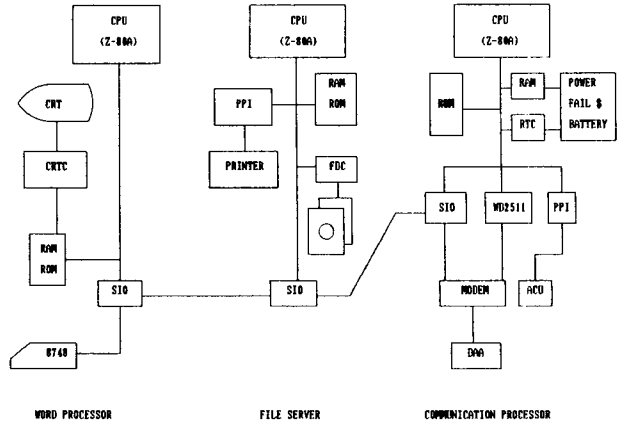 CPU
(Z-80A)
CRT
CRTC
RAM
ROM
SIO
8748
WORD PROCESSOR
CPU
(Z-80A)
PPI
RAM
ROM
PRINTER
FDC
SIO
FILE SERVER
CPU
(Z-80A)
ROM
RAM
RTC
POWER
FAIL $
BATTERY
SIO
WD2511
PPI
MODEM
ACU
DAA
COMMUNICATION PROCESSOR